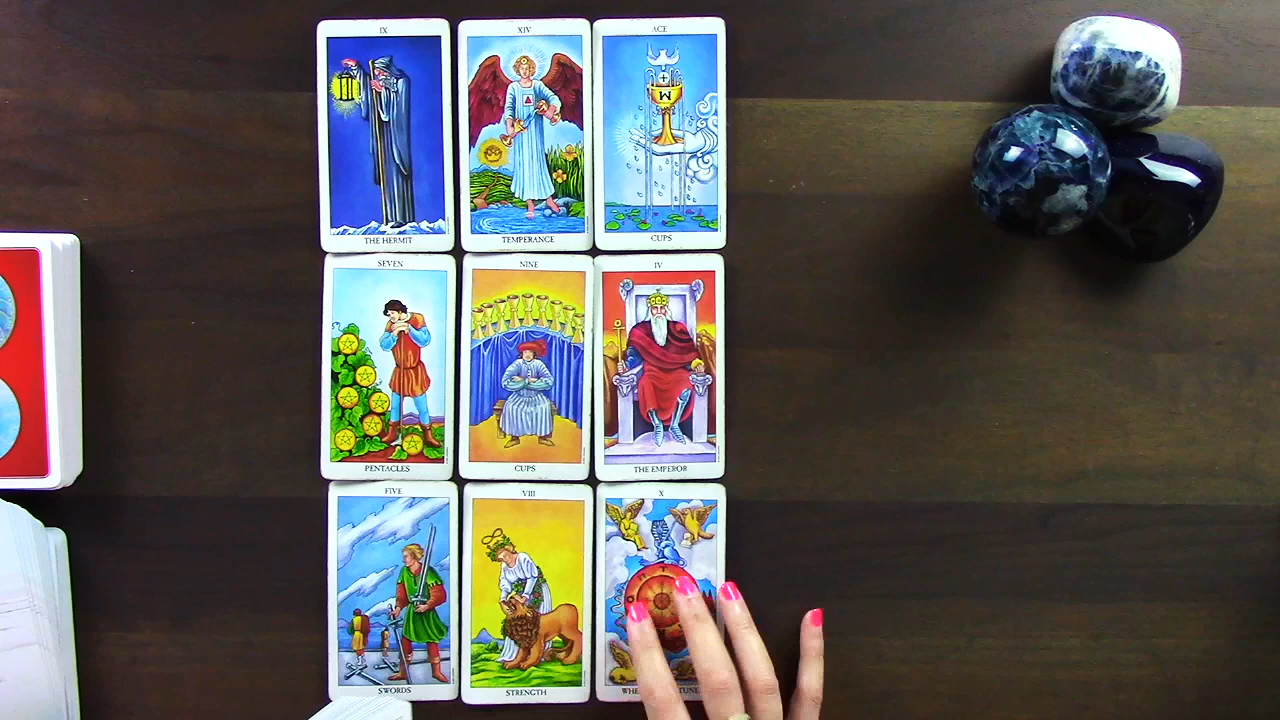 IX
THE HERMIT
XIV
TEMPERANCE
ACE
CUPS
SEVEN
PENTACLES
NINE
CUPS
IV
THE EMPEROR
FIVE
SWORDS
VIII
STRENGTH
X